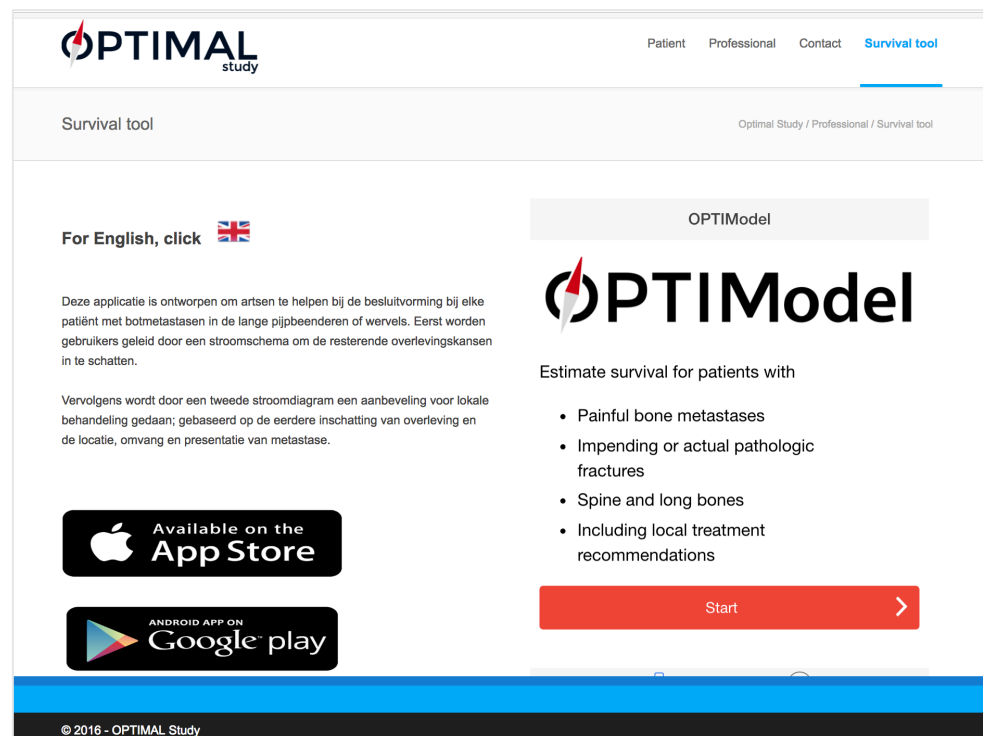 OPTIMAL
study
Patient Professional Contact Survival tool
Survival tool
Optimal Study / Professional / Survival tool
For English, click
Deze applicatie is ontworpen om artsen te helpen bij de besluitvorming bij elke
patiënt met botmetastasen in de lange pijpbeenderen of wervels. Eerst worden
gebruikers geleid door een stroomschema om de resterende overlevingskansen
in te schatten.
Vervolgens wordt door een tweede stroomdiagram een aanbeveling voor lokale
behandeling gedaan; gebaseerd op de eerdere inschatting van overleving en
de locatie, omvang en presentatie van metastase.
Available on the
App Store
ANDROID APP ON
Google play
OPTIModel
OPTIModel
Estimate survival for patients with
• Painful bone metastases
• Impending or actual pathologic
fractures
• Spine and long bones
• Including local treatment
recommendations
Start
© 2016 - OPTIMAL Study